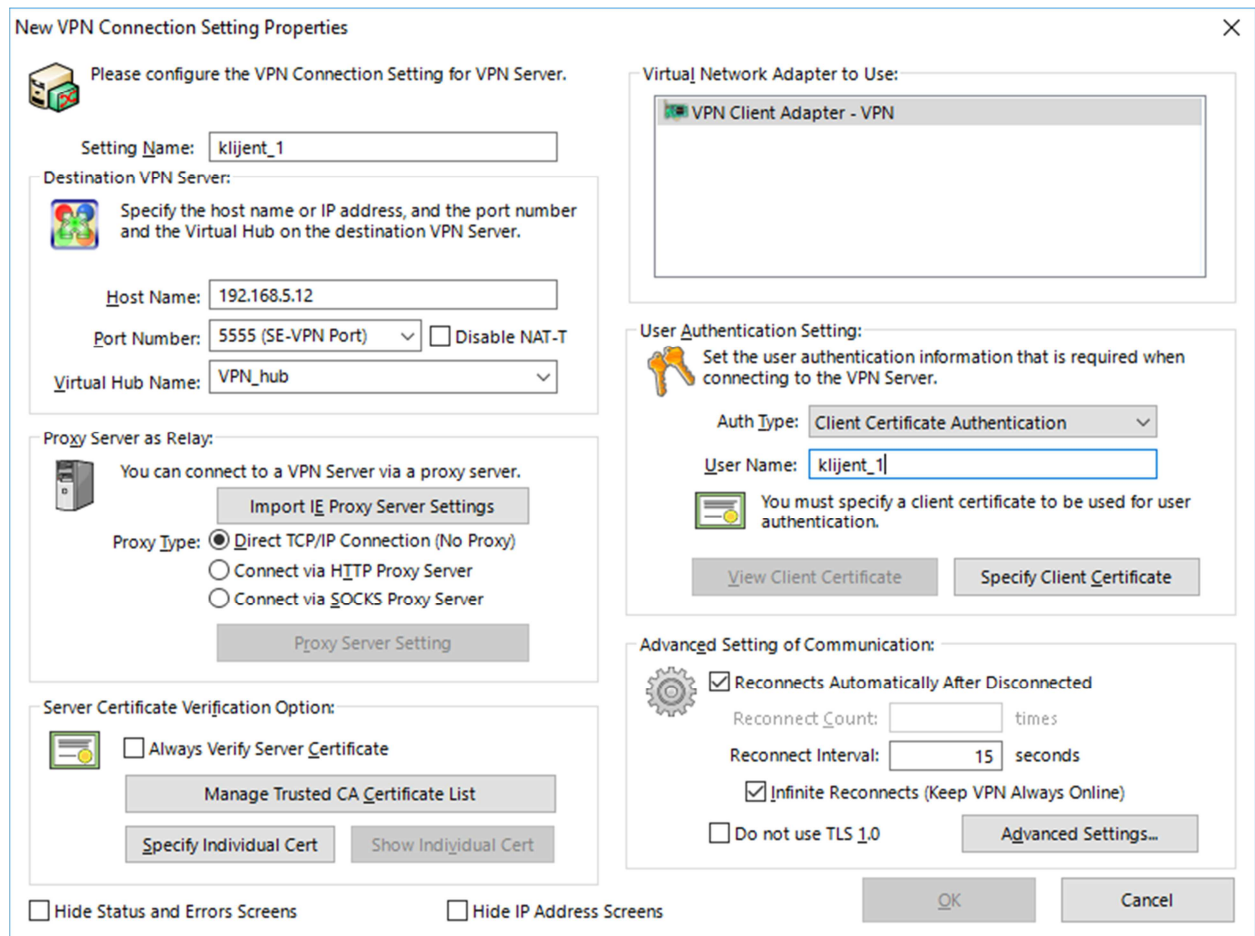 New VPN Connection Setting Properties
Please configure the VPN Connection Setting for VPN Server.
Setting Name: klijent_1
Destination VPN Server:
Specify the host name or IP address, and the port number
and the Virtual Hub on the destination VPN Server.
Host Name: 192.168.5.12
Port Number: 5555 (SE-VPN Port) Disable NAT-T
Virtual Hub Name: VPN_hub
Proxy Server as Relay:
You can connect to a VPN Server via a proxy server.
Import IE Proxy Server Settings
Proxy Type: Direct TCP/IP Connection (No Proxy)
Connect via HTTP Proxy Server
Connect via SOCKS Proxy Server
Proxy Server Setting
Server Certificate Verification Option:
Always Verify Server Certificate
Manage Trusted CA Certificate List
Specify Individual Cert Show Individual Cert
Hide Status and Errors Screens Hide IP Address Screens
Virtual Network Adapter to Use:
VPN Client Adapter - VPN
User Authentication Setting:
Set the user authentication information that is required when
connecting to the VPN Server.
Auth Type: Client Certificate Authentication
User Name: klijent_1
You must specify a client certificate to be used for user
authentication.
View Client Certificate Specify Client Certificate
Advanced Setting of Communication:
Reconnects Automatically After Disconnected
Reconnect Count: times
Reconnect Interval: 15 seconds
Infinite Reconnects (Keep VPN Always Online)
Do not use TLS 1.0 Advanced Settings...
OK Cancel